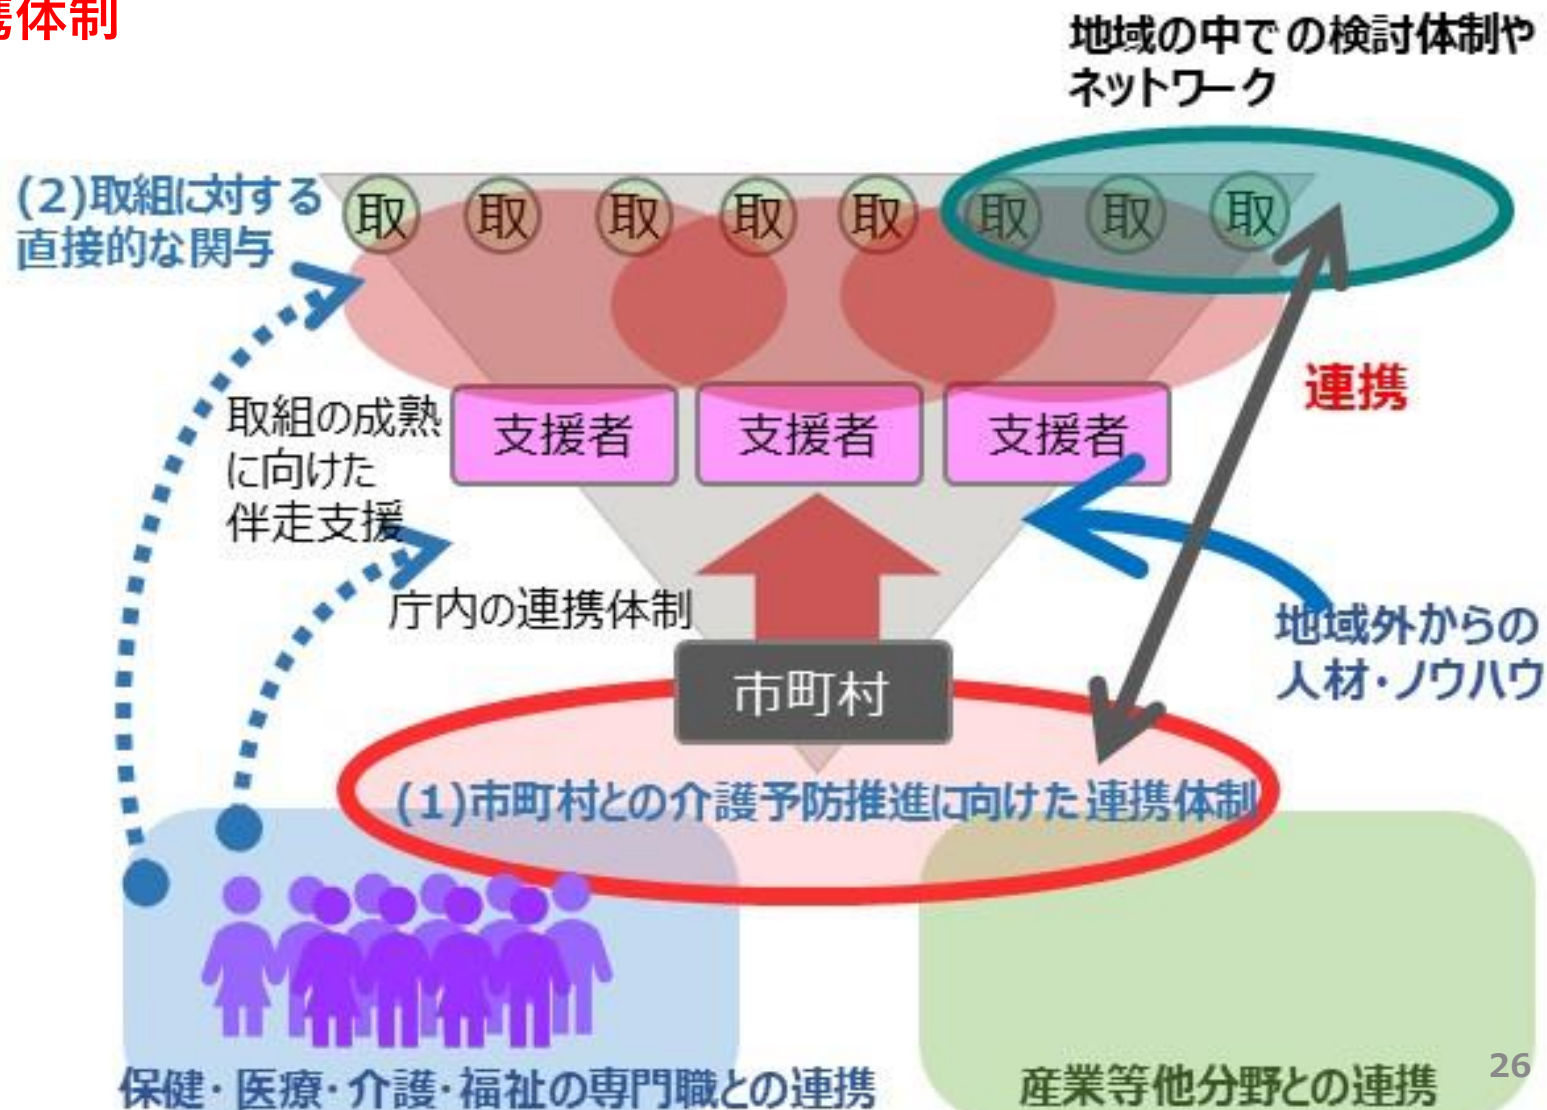 携体制
地域の中での検討体制や
ネットワーク
(2)取組に対する
直接的な関与
取 取 取 取 取 取 取 取
連携
取組の成熟
に向けた
伴走支援
支援者 支援者 支援者
庁内の連携体制
地域外からの
人材・ノウハウ
市町村
(1)市町村との介護予防推進に向けた連携体制
保健・医療・介護・福祉の専門職との連携
産業等他分野との連携
26